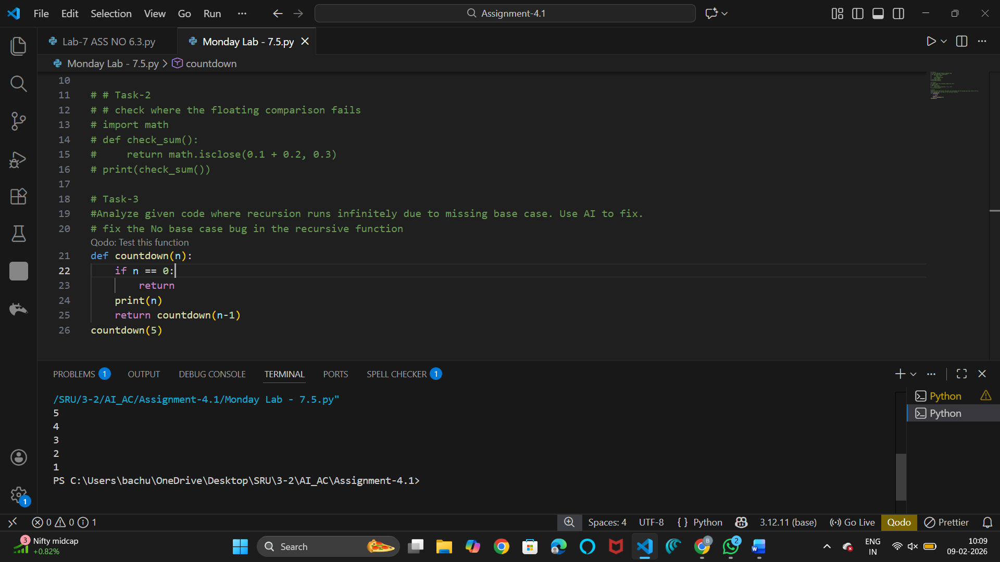 File Edit Selection View Go Run ··· Assignment-4.1
Lab-7 ASS NO 6.3.py Monday Lab - 7.5.py
Monday Lab - 7.5.py > countdown
10
11 # # Task-2
12 # # check where the floating comparison fails
13 # import math
14 # def check_sum():
15 #     return math.isclose(0.1 + 0.2, 0.3)
16 # print(check_sum())
17
18 # Task-3
19 #Analyze given code where recursion runs infinitely due to missing base case. Use AI to fix.
20 # fix the No base case bug in the recursive function
Qodo: Test this function
21 def countdown(n):
22     if n == 0:
23         return
24     print(n)
25     return countdown(n-1)
26 countdown(5)
PROBLEMS 1 OUTPUT DEBUG CONSOLE TERMINAL PORTS SPELL CHECKER 1
/SRU/3-2/AI_AC/Assignment-4.1/Monday Lab - 7.5.py"
5
4
3
2
1
PS C:\Users\bachu\OneDrive\Desktop\SRU\3-2\AI_AC\Assignment-4.1>
Python
Python
1
0 0 1 Spaces: 4 UTF-8 { } Python 3.12.11 (base) Go Live Qodo Prettier
3 Nifty midcap
+0.82%
Search
B
2
W
ENG
IN
10:09
09-02-2026